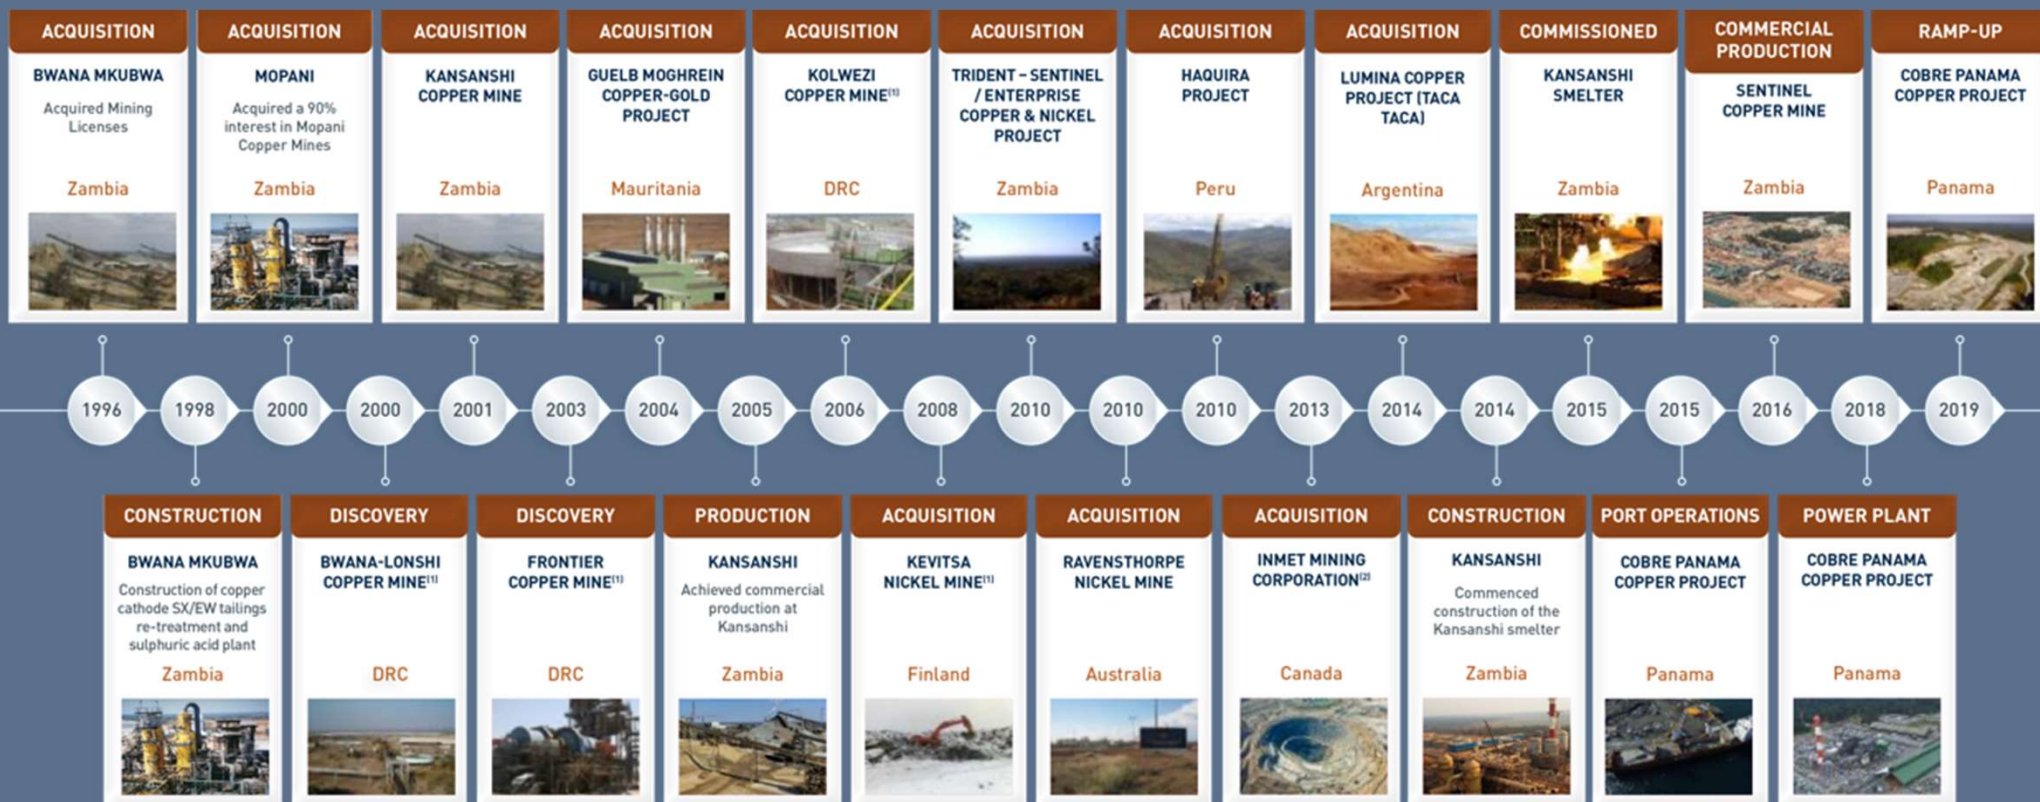 ACQUISITION
BWANA MKUBWA
Acquired Mining
Licenses
Zambia
ACQUISITION
MOPANI
Acquired a 90%
interest in Mopani
Copper Mines
Zambia
ACQUISITION
KANSANSHI
COPPER MINE
Zambia
ACQUISITION
GUELB MOGHREIN
COPPER-GOLD
PROJECT
Mauritania
ACQUISITION
KOLWEZI
COPPER MINE(1)
DRC
ACQUISITION
TRIDENT – SENTINEL
/ ENTERPRISE
COPPER & NICKEL
PROJECT
Zambia
ACQUISITION
HAQUIRA
PROJECT
Peru
ACQUISITION
LUMINA COPPER
PROJECT (TACA
TACA)
Argentina
COMMISSIONED
KANSANSHI
SMELTER
Zambia
COMMERCIAL
PRODUCTION
SENTINEL
COPPER MINE
Zambia
RAMP-UP
COBRE PANAMA
COPPER PROJECT
Panama
1996
1998
2000
2000
2001
2003
2004
2005
2006
2008
2010
2010
2010
2013
2014
2014
2015
2015
2016
2018
2019
CONSTRUCTION
BWANA MKUBWA
Construction of copper
cathode SX/EW tailings
re-treatment and
sulphuric acid plant
Zambia
DISCOVERY
BWANA-LONSHI
COPPER MINE(1)
DRC
DISCOVERY
FRONTIER
COPPER MINE(1)
DRC
PRODUCTION
KANSANSHI
Achieved commercial
production at
Kansanshi
Zambia
ACQUISITION
KEVITSA
NICKEL MINE(1)
Finland
ACQUISITION
RAVENSTHORPE
NICKEL MINE
Australia
ACQUISITION
INMET MINING
CORPORATION(2)
Canada
CONSTRUCTION
KANSANSHI
Commenced
construction of the
Kansanshi smelter
Zambia
PORT OPERATIONS
COBRE PANAMA
COPPER PROJECT
Panama
POWER PLANT
COBRE PANAMA
COPPER PROJECT
Panama